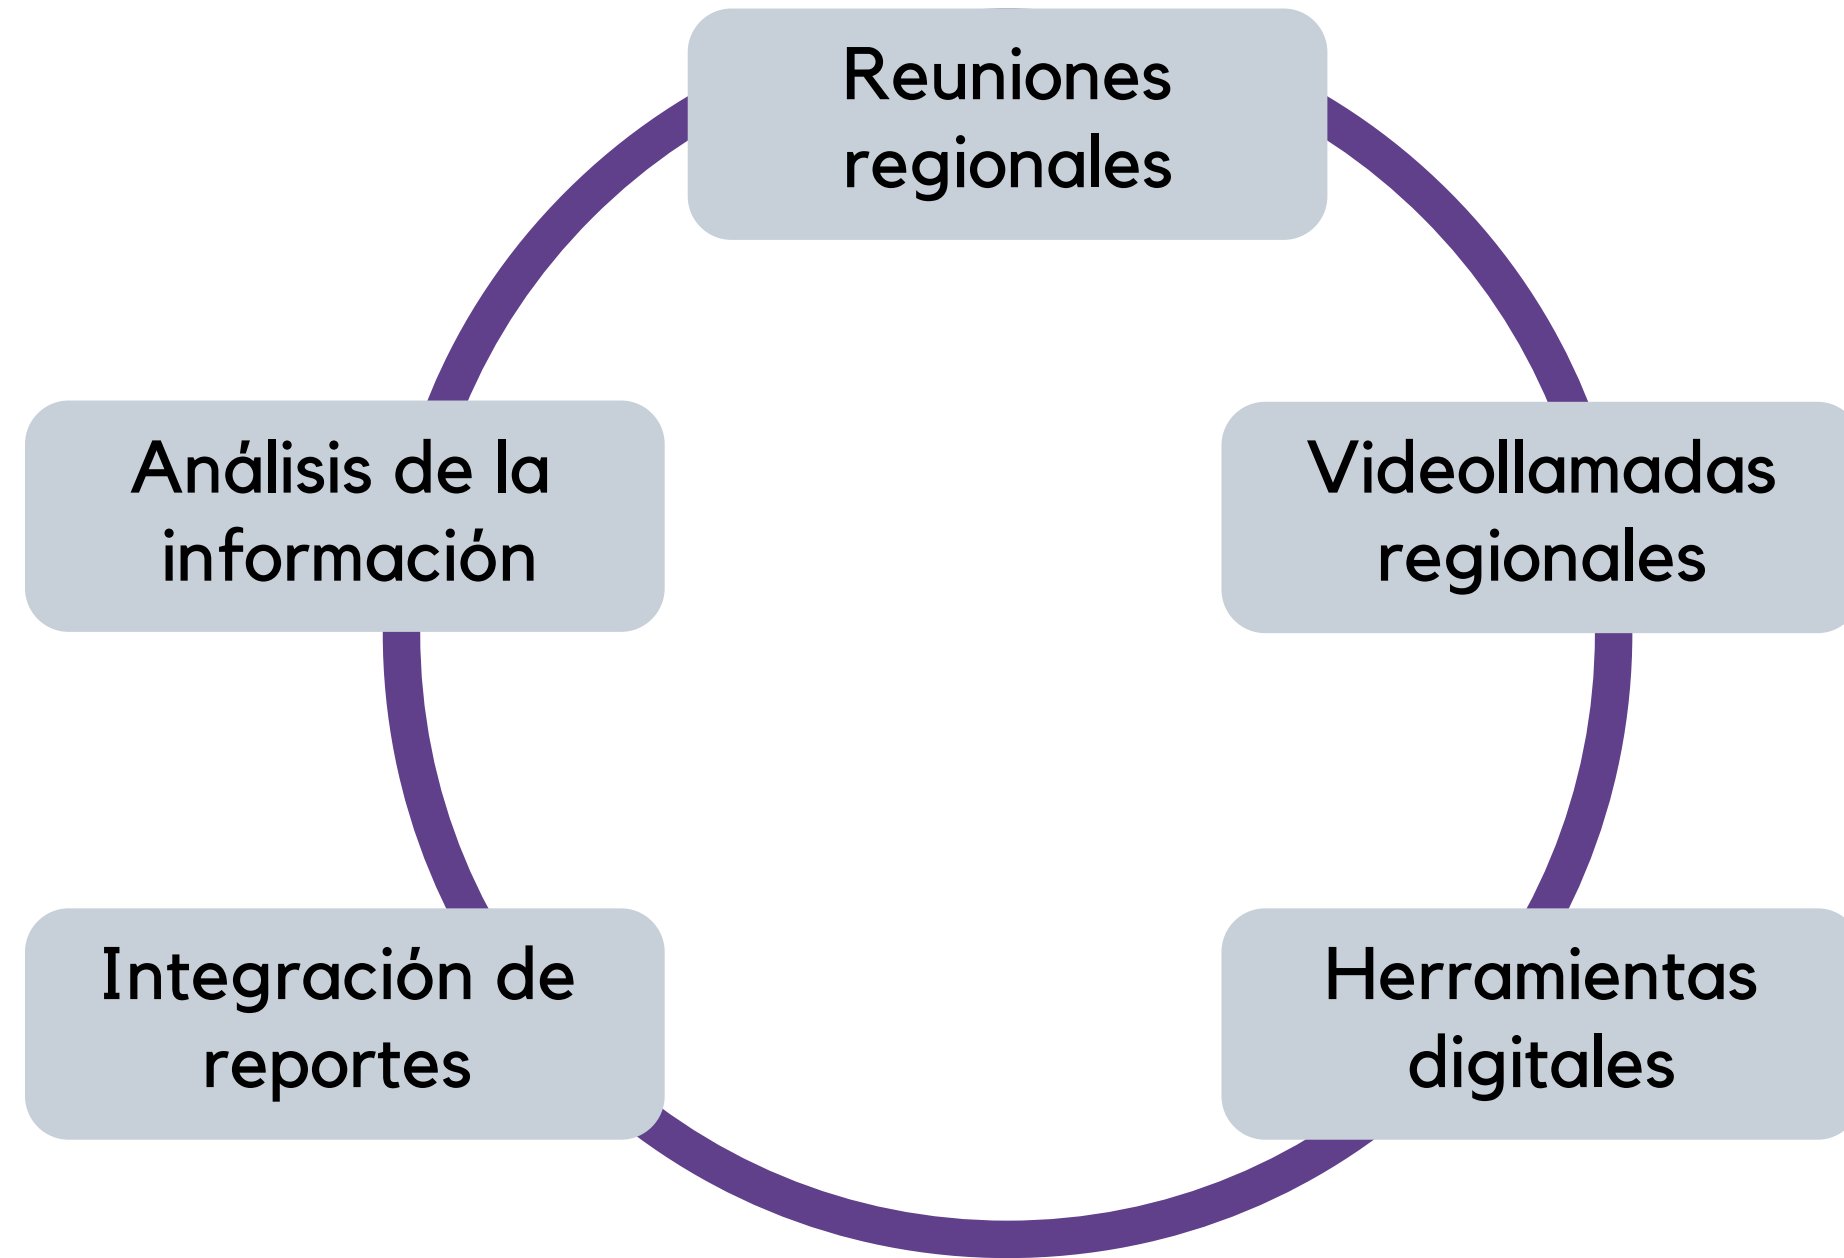 Reuniones
regionales
Videollamadas
regionales
Herramientas
digitales
Integración de
reportes
Análisis de la
información